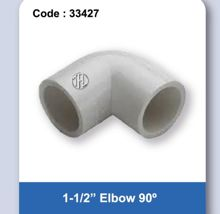 Code : 33427
1-1/2” Elbow 90º